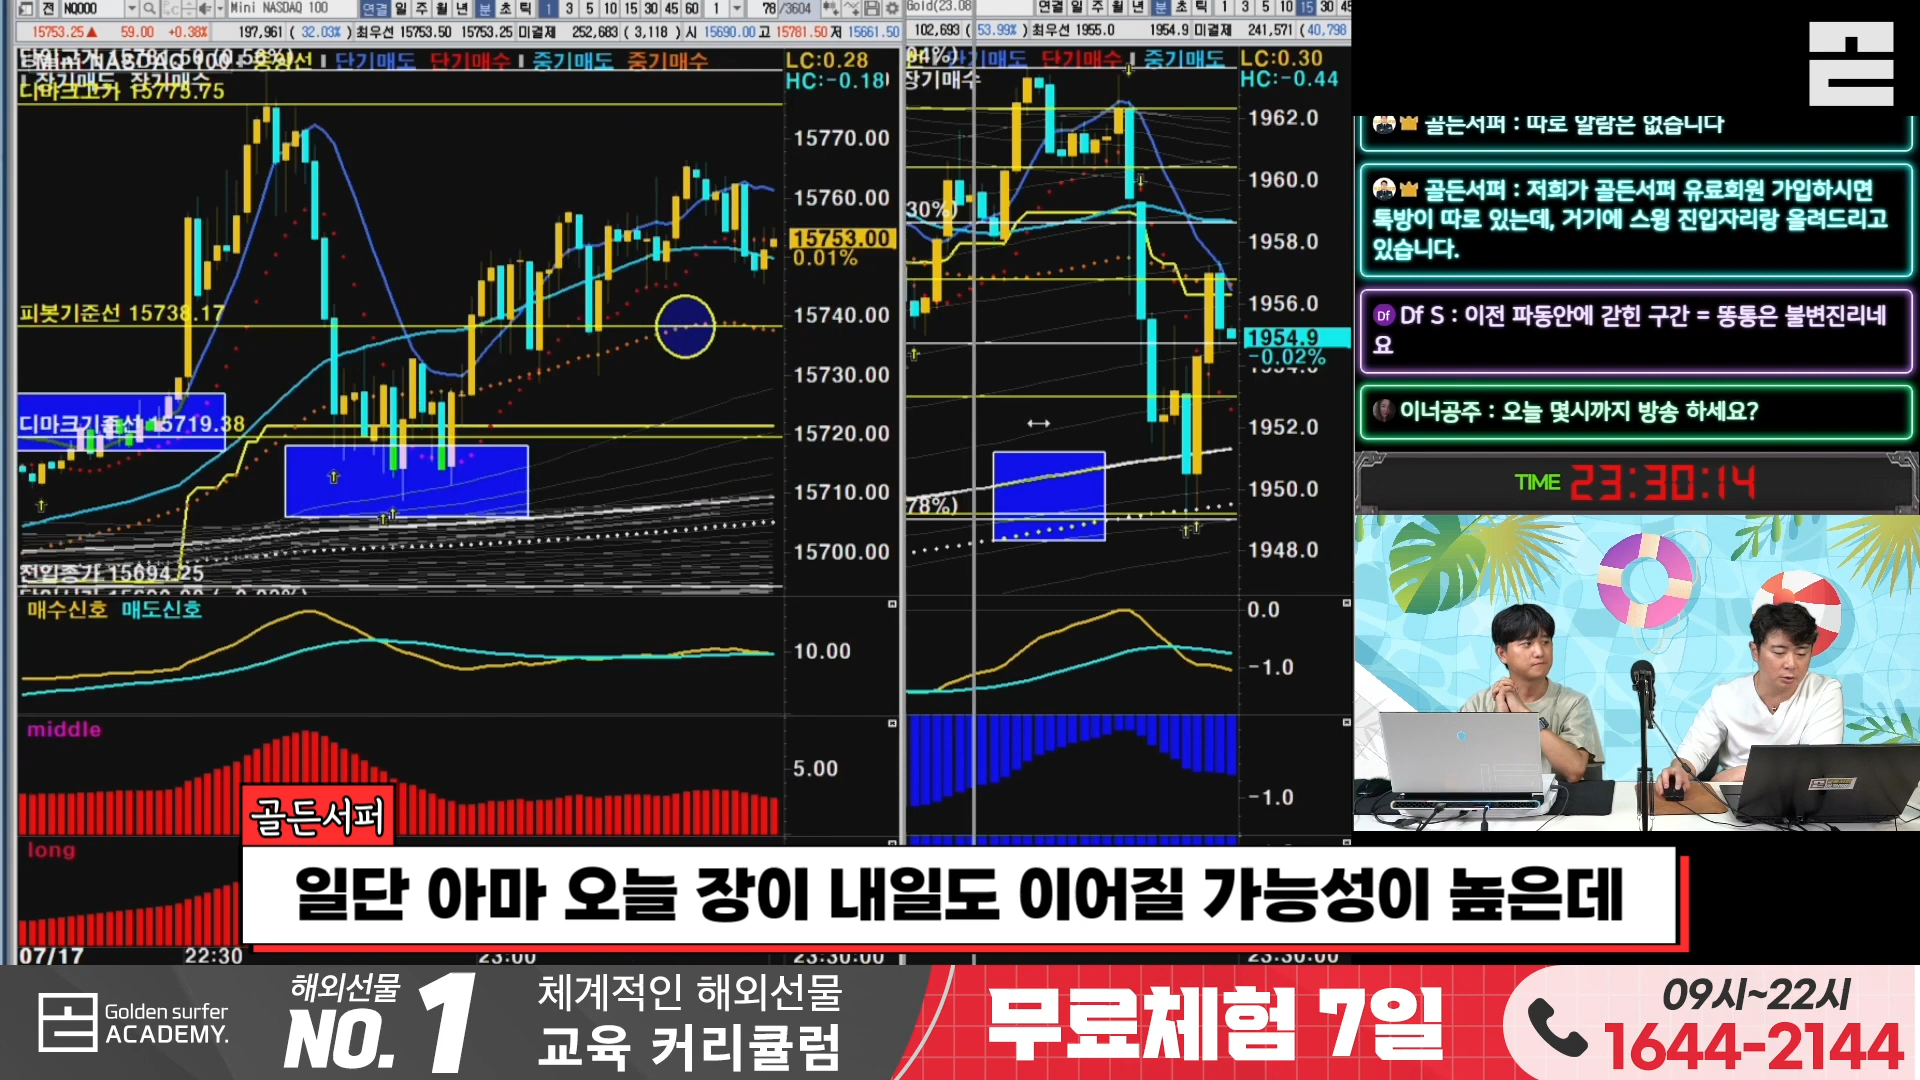 전 NQ000 Mini NASDAQ 100 연결 일 주 월 년 분 초 틱 1 3 5 10 15 30 45 60 1 78 /3604
15753.25▲ 59.00 +0.38% 197,961 ( 32.03% ) 최우선 15753.50 15753.25 미결제 252,683 ( 3,118 ) 시 15690.00 고 15781.50 저 15661.50
Mini NASDAQ 100 중앙선 단기매도 단기매수 중기매도 중기매수
장기매도 장기매수
LC:0.28
HC:-0.18
디마크고가 15775.75
15770.00
15760.00
15753.00
0.01%
15740.00
피봇기준선 15738.17
15730.00
디마크기준선 15719.38
15720.00
15710.00
15700.00
전일종가 15694.25
매수신호 매도신호
10.00
middle
5.00
long
07/17 22:30 23:00 23:30:00
Gold(23.08 연결 일 주 월 년 분 초 틱 1 3 5 10 15 30 45
102,693 ( 53.99% ) 최우선 1955.0 1954.9 미결제 241,571 ( 40,798
단기매도 단기매수 중기매도
장기매수
LC:0.30
HC:-0.44
1962.0
1960.0
30%)
1958.0
1956.0
1954.9
-0.02%
1952.0
1950.0
78%)
1948.0
0.0
-1.0
-1.0
23:30:00
골든서퍼 : 따로 알람은 없습니다
골든서퍼 : 저희가 골든서퍼 유료회원 가입하시면
톡방이 따로 있는데, 거기에 스윙 진입자리랑 올려드리고
있습니다.
Df Df S : 이전 파동안에 갇힌 구간 = 똥통은 불변진리네
요
이너공주 : 오늘 몇시까지 방송 하세요?
TIME 23:30:14
골든서퍼
일단 아마 오늘 장이 내일도 이어질 가능성이 높은데
Golden surfer
ACADEMY.
해외선물
NO. 1
체계적인 해외선물
교육 커리큘럼
무료체험 7일
09시~22시
1644-2144